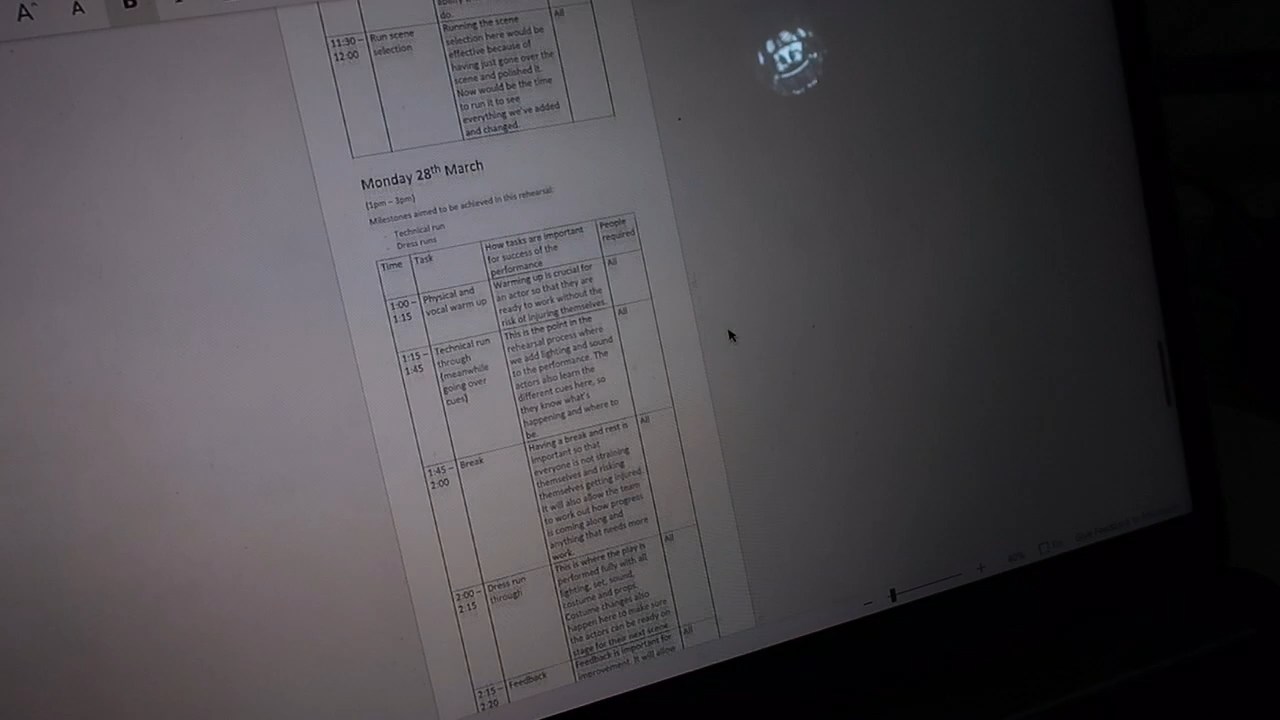 do.
All
11:30 – Run scene
12:00 selection
Running the scene
selection here would be
effective because of
having just gone over the
scene and polished it.
Now would be the time
to run it to see
everything we've added
and changed.
Monday 28th March
(1pm – 3pm)
Milestones aimed to be achieved in this rehearsal:
- Technical run
- Dress runs
Time
Task
How tasks are important
for success of the
performance
People
required
1:00 –
1:15
Physical and
vocal warm up
Warming up is crucial for
an actor so that they are
ready to work without the
risk of injuring themselves.
All
1:15 –
1:45
Technical run
through
(meanwhile
going over
cues)
This is the point in the
rehearsal process where
we add lighting and sound
to the performance. The
actors also learn the
different cues here, so
they know what's
happening and where to
be.
All
1:45 –
2:00
Break
Having a break and rest is
important so that
everyone is not straining
themselves and risking
themselves getting injured.
It will also allow the team
to work out how progress
is coming along and
anything that needs more
work.
All
2:00 –
2:15
Dress run
through
This is where the play is
performed fully with all
lighting, set, sound,
costume and props.
Costume changes also
happen here to make sure
the actors can be ready on
stage for their next scene.
All
2:15 –
2:20
Feedback
Feedback is important for
improvement. It will allow
All